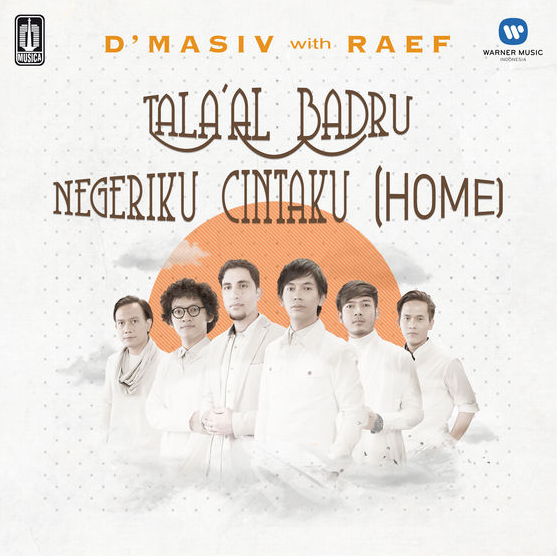 MUSICA
D'MASIV with RAEF
WARNER MUSIC
INDONESIA
TALA'AL BADRU
NEGERIKU CINTAKU (HOME)